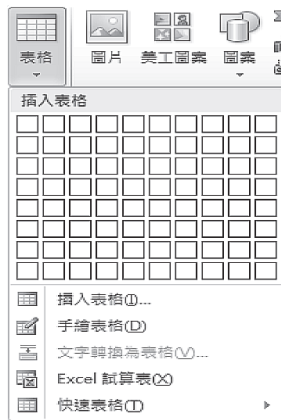 表格 圖片 美工圖案 圖案
插入表格
插入表格(I)...
手繪表格(D)
文字轉換為表格(V)...
Excel 試算表(X)
快速表格(T)